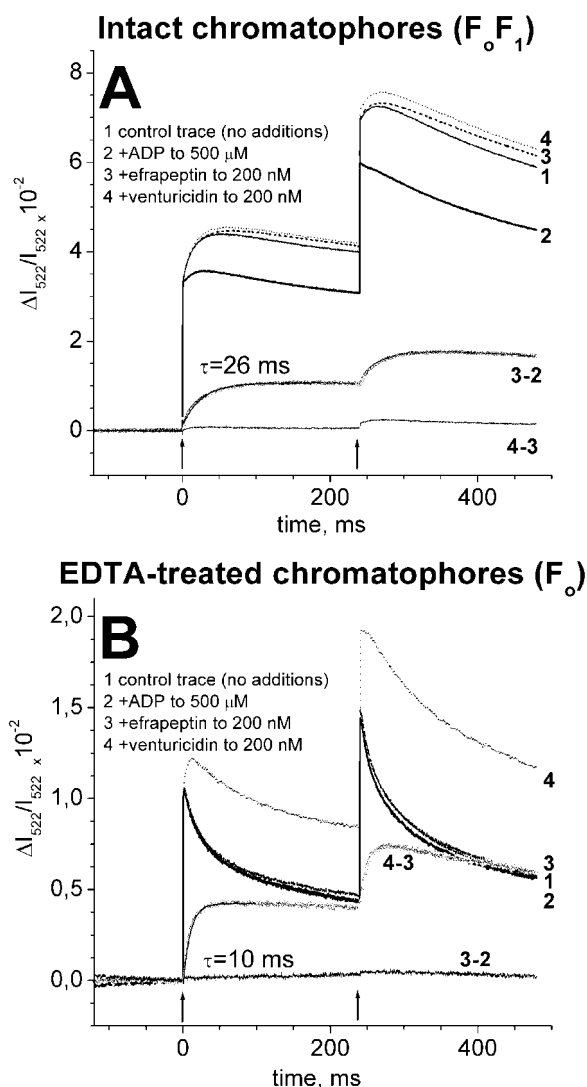 Intact chromatophores (FoF1)
A
1 control trace (no additions)
2 +ADP to 500 μM
3 +efrapeptin to 200 nM
4 +venturicidin to 200 nM
8
6
4
2
0
ΔI522/I522 x 10-2
4
3
1
2
τ=26 ms
3-2
4-3
0
200
400
time, ms
EDTA-treated chromatophores (Fo)
B
1 control trace (no additions)
2 +ADP to 500 μM
3 +efrapeptin to 200 nM
4 +venturicidin to 200 nM
2,0
1,5
1,0
0,5
0,0
ΔI522/I522 x 10-2
4
4-3
3
1
2
τ=10 ms
3-2
0
200
400
time, ms